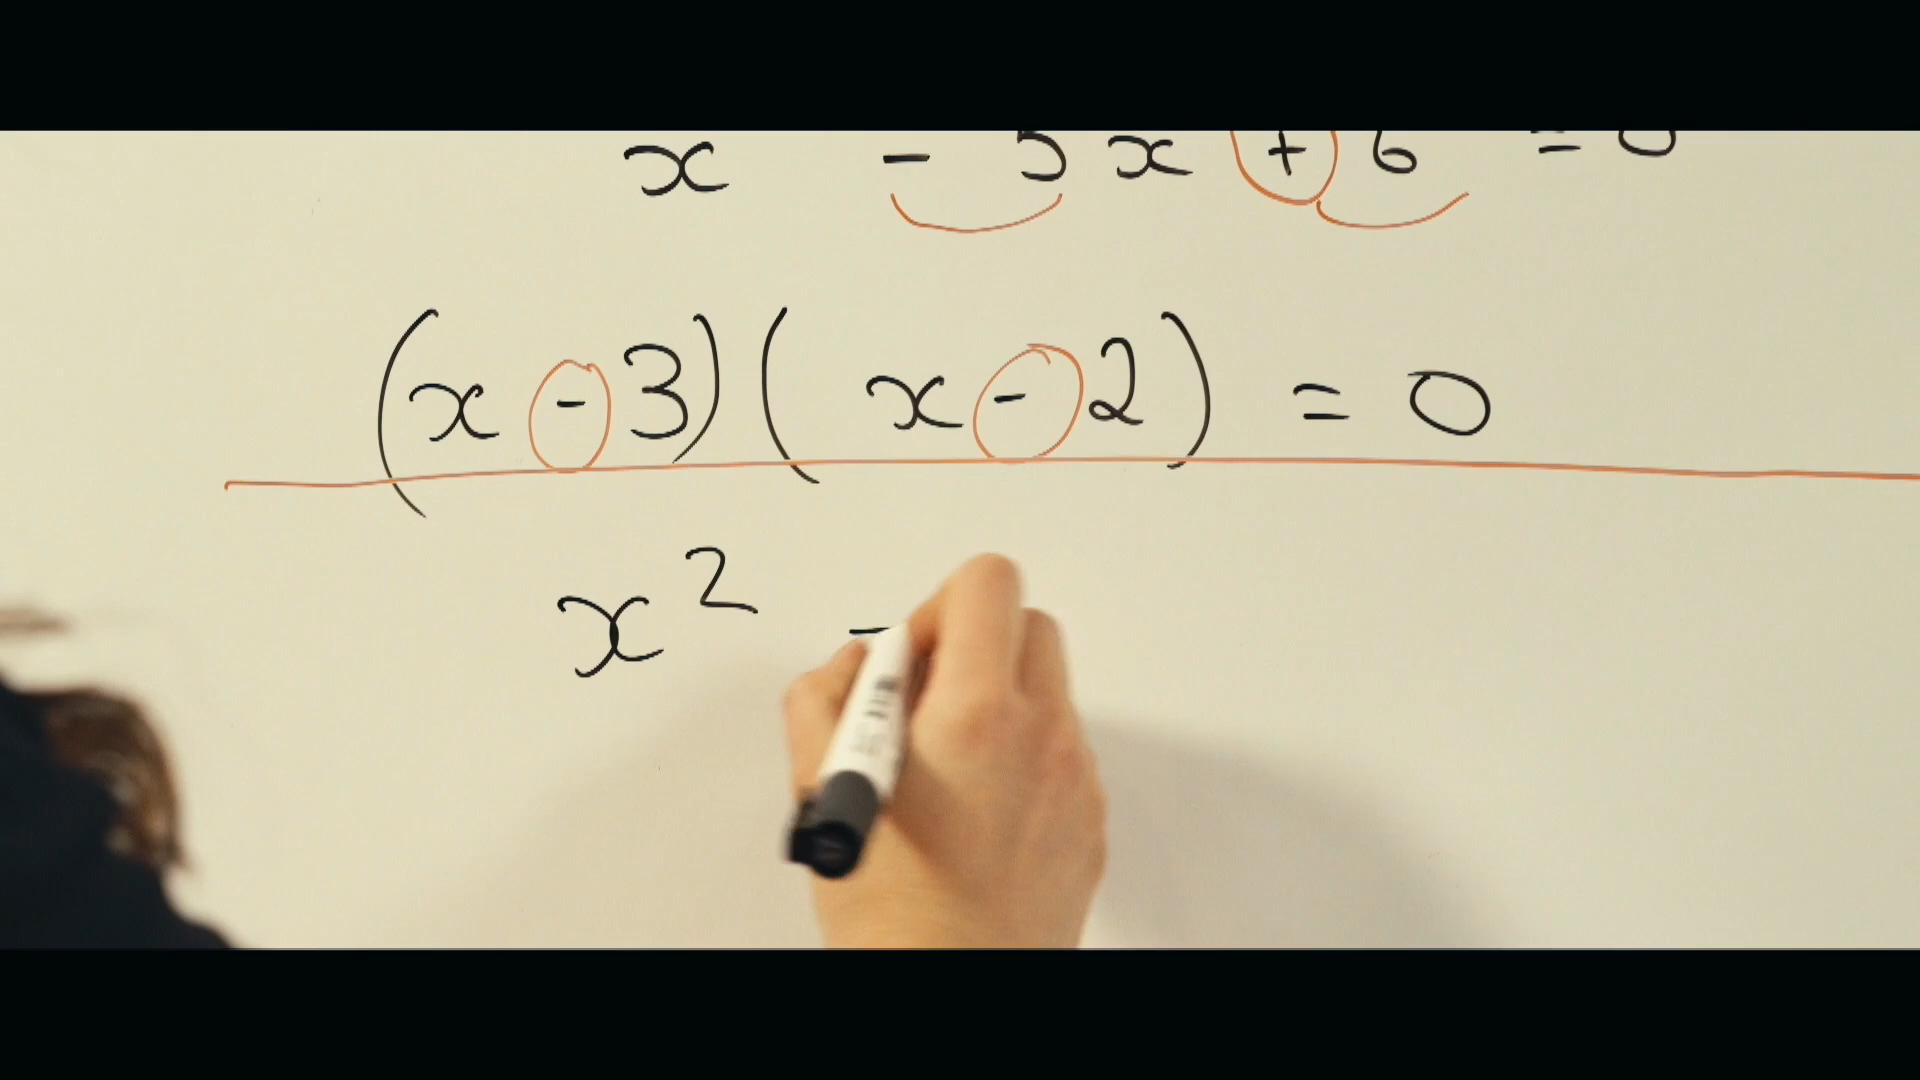 x - 5x + 6 = 0
(x - 3)(x - 2) = 0
x² -